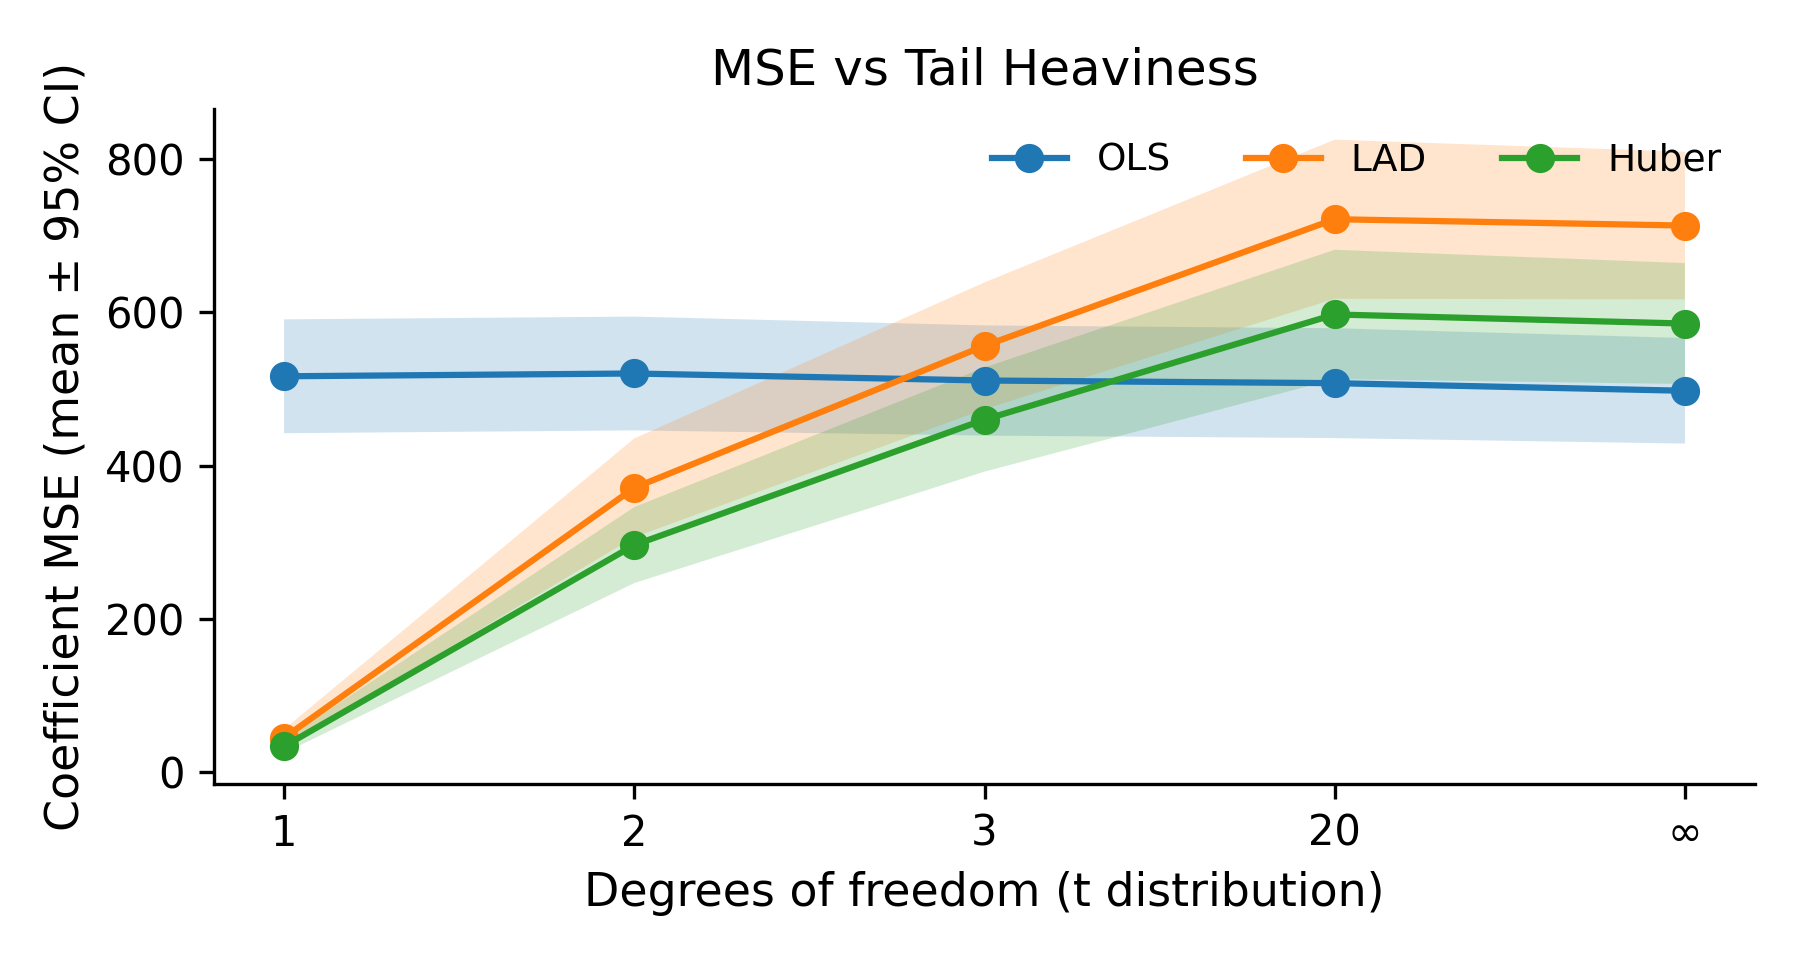 MSE vs Tail Heaviness
Coefficient MSE (mean ± 95% CI)
800
600
400
200
0
OLS LAD Huber
1 2 3 20 ∞
Degrees of freedom (t distribution)